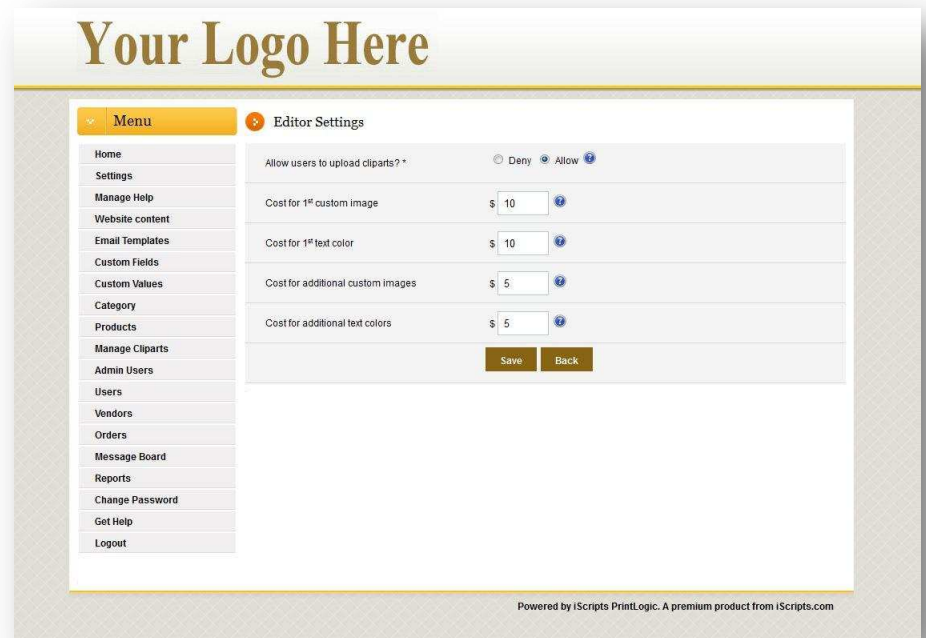 Your Logo Here
Menu
Home
Settings
Manage Help
Website content
Email Templates
Custom Fields
Custom Values
Category
Products
Manage Cliparts
Admin Users
Users
Vendors
Orders
Message Board
Reports
Change Password
Get Help
Logout
Editor Settings
Allow users to upload cliparts? * Deny Allow ?
Cost for 1st custom image $ 10 ?
Cost for 1st text color $ 10 ?
Cost for additional custom images $ 5 ?
Cost for additional text colors $ 5 ?
Save Back
Powered by iScripts PrintLogic. A premium product from iScripts.com